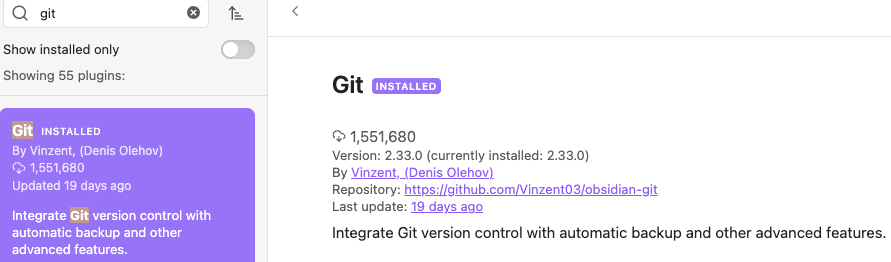 git
Show installed only
Showing 55 plugins:
Git INSTALLED
By Vinzent, (Denis Olehov)
1,551,680
Updated 19 days ago
Integrate Git version control with
automatic backup and other
advanced features.
Git INSTALLED
1,551,680
Version: 2.33.0 (currently installed: 2.33.0)
By Vinzent, (Denis Olehov)
Repository: https://github.com/Vinzent03/obsidian-git
Last update: 19 days ago
Integrate Git version control with automatic backup and other advanced features.